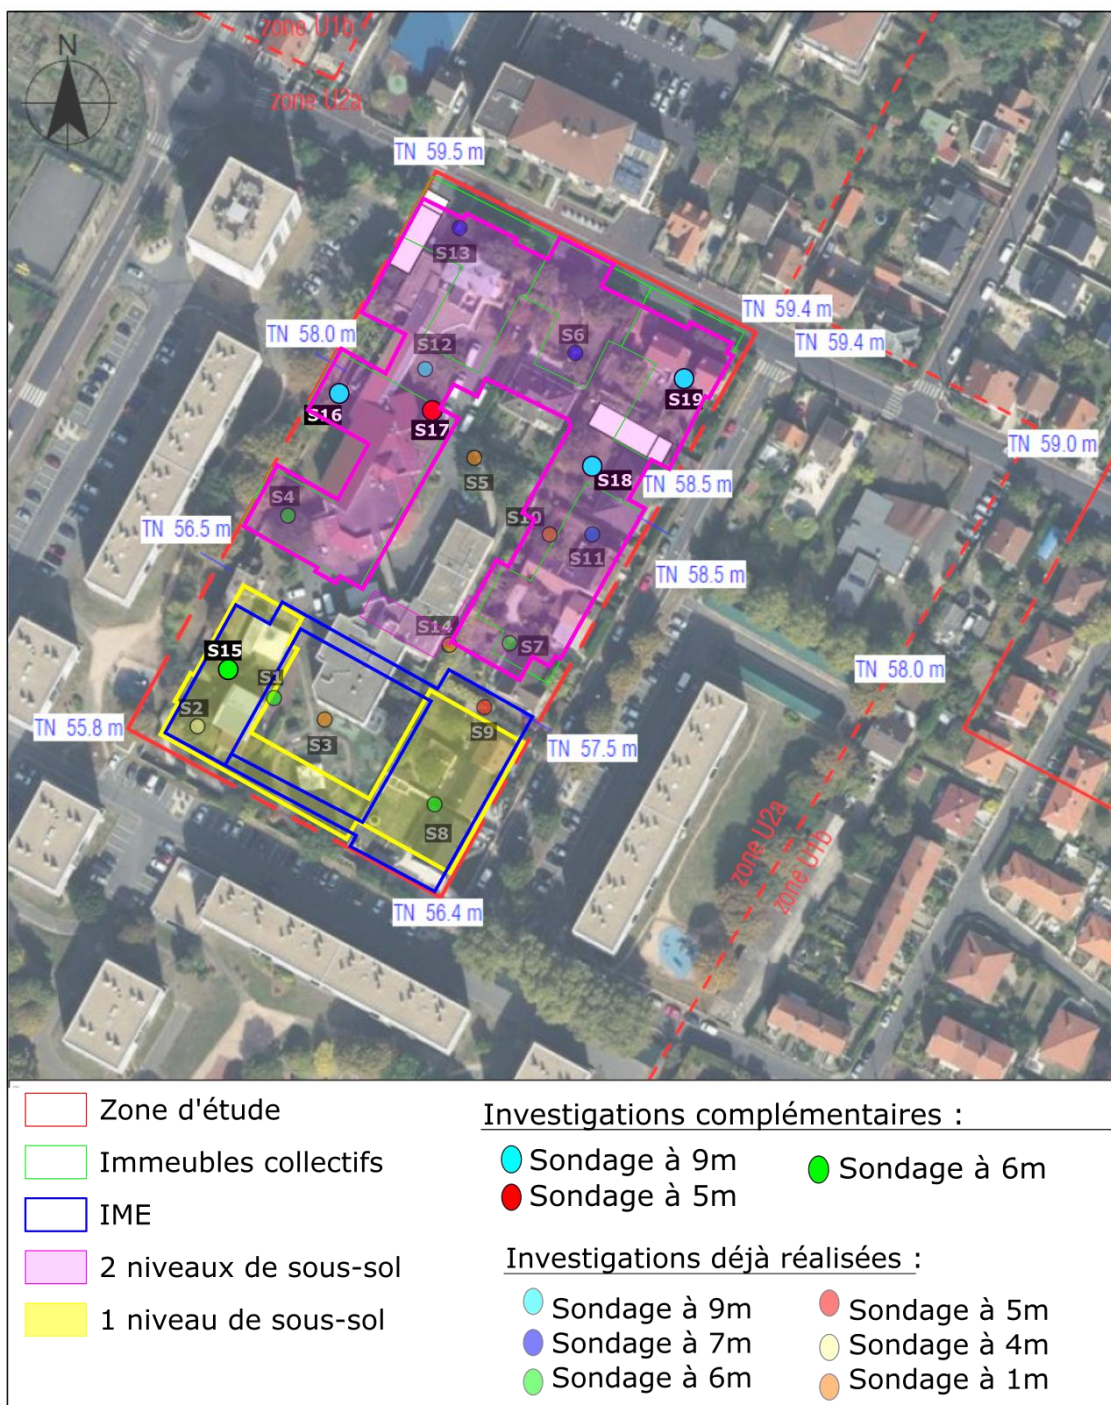 zone U1b
N
zone U2a
TN 59.5 m
S13
TN 59.4 m
TN 58.0 m
S12
S6
TN 59.4 m
S16
S17
S19
TN 59.0 m
S5
S18
TN 58.5 m
S4
TN 56.5 m
S10
S11
TN 58.5 m
S14
S7
S15
TN 58.0 m
S1
S2
S9
TN 55.8 m
S3
TN 57.5 m
S8
zone U2a
zone U1b
TN 56.4 m
Zone d'étude
Immeubles collectifs
IME
2 niveaux de sous-sol
1 niveau de sous-sol
Investigations complémentaires :
Sondage à 9m
Sondage à 6m
Sondage à 5m
Investigations déjà réalisées :
Sondage à 9m
Sondage à 5m
Sondage à 7m
Sondage à 4m
Sondage à 6m
Sondage à 1m